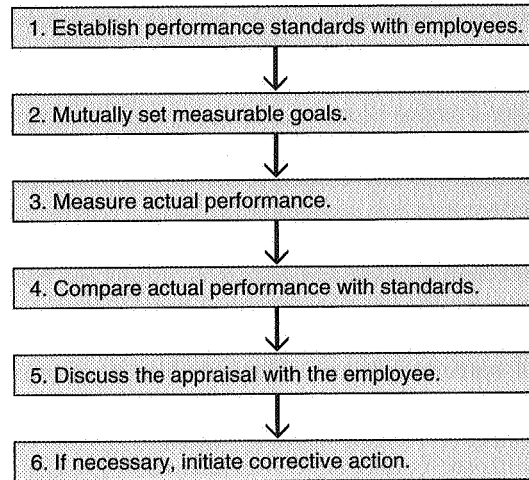 1. Establish performance standards with employees.
2. Mutually set measurable goals.
3. Measure actual performance.
4. Compare actual performance with standards.
5. Discuss the appraisal with the employee.
6. If necessary, initiate corrective action.